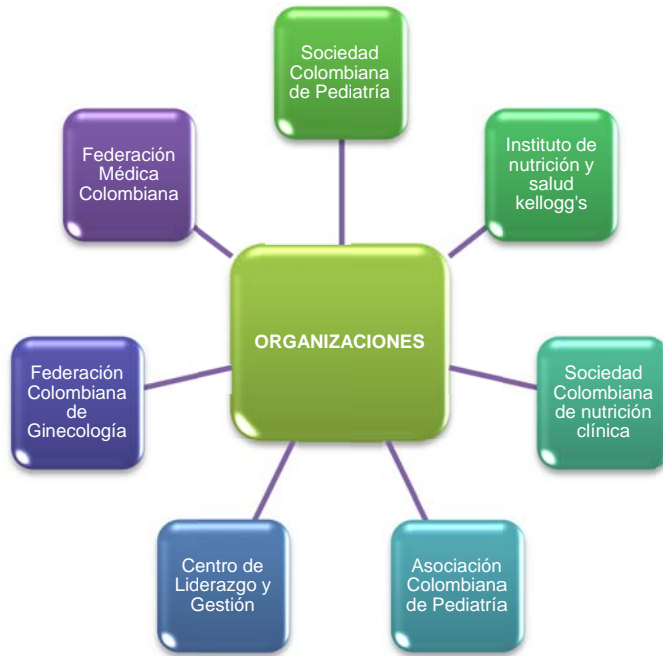 Sociedad
Colombiana
de Pediatría
Instituto de
nutrición y
salud
kellogg's
Sociedad
Colombiana
de nutrición
clínica
Asociación
Colombiana
de Pediatría
Centro de
Liderazgo y
Gestión
Federación
Colombiana
de
Ginecología
Federación
Médica
Colombiana
ORGANIZACIONES